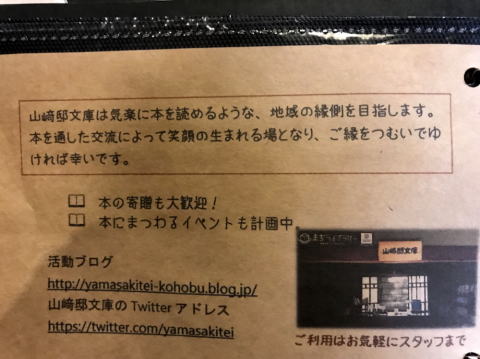 山﨑邸文庫は気楽に本を読めるような、地域の縁側を目指します。
本を通した交流によって笑顔の生まれる場となり、ご縁をつむいでゆ
ければ幸いです。
本の寄贈も大歓迎！
本にまつわるイベントも計画中
活動ブログ
http://yamasakitei-kohobu.blog.jp/
山﨑邸文庫の Twitter アドレス
https://twitter.com/yamasakitei
山﨑邸文庫
ご利用はお気軽にスタッフまで